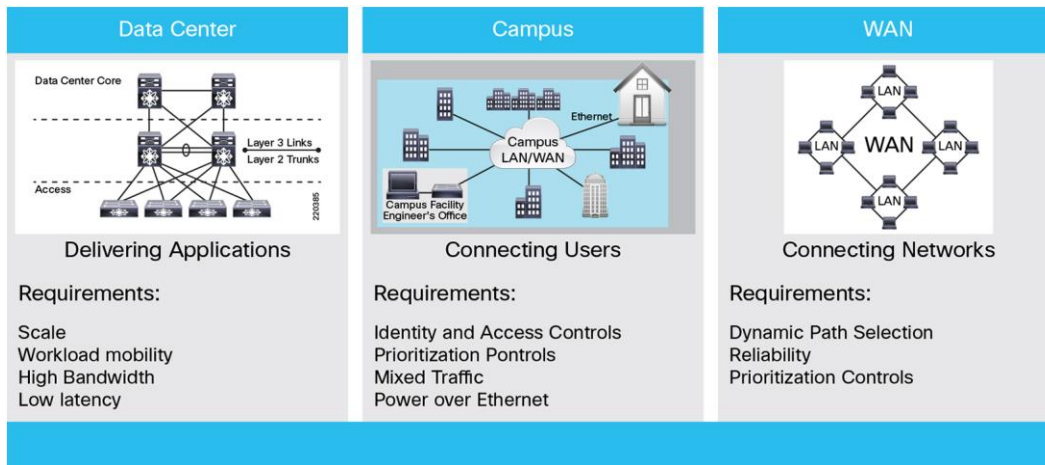 Data Center
Data Center Core
Layer 3 Links
Layer 2 Trunks
Access
220385
Delivering Applications
Requirements:
Scale
Workload mobility
High Bandwidth
Low latency
Campus
Ethernet
Campus
LAN/WAN
Campus Facility
Engineer's Office
Connecting Users
Requirements:
Identity and Access Controls
Prioritization Pontrols
Mixed Traffic
Power over Ethernet
WAN
LAN
LAN
WAN
LAN
LAN
Connecting Networks
Requirements:
Dynamic Path Selection
Reliability
Prioritization Controls